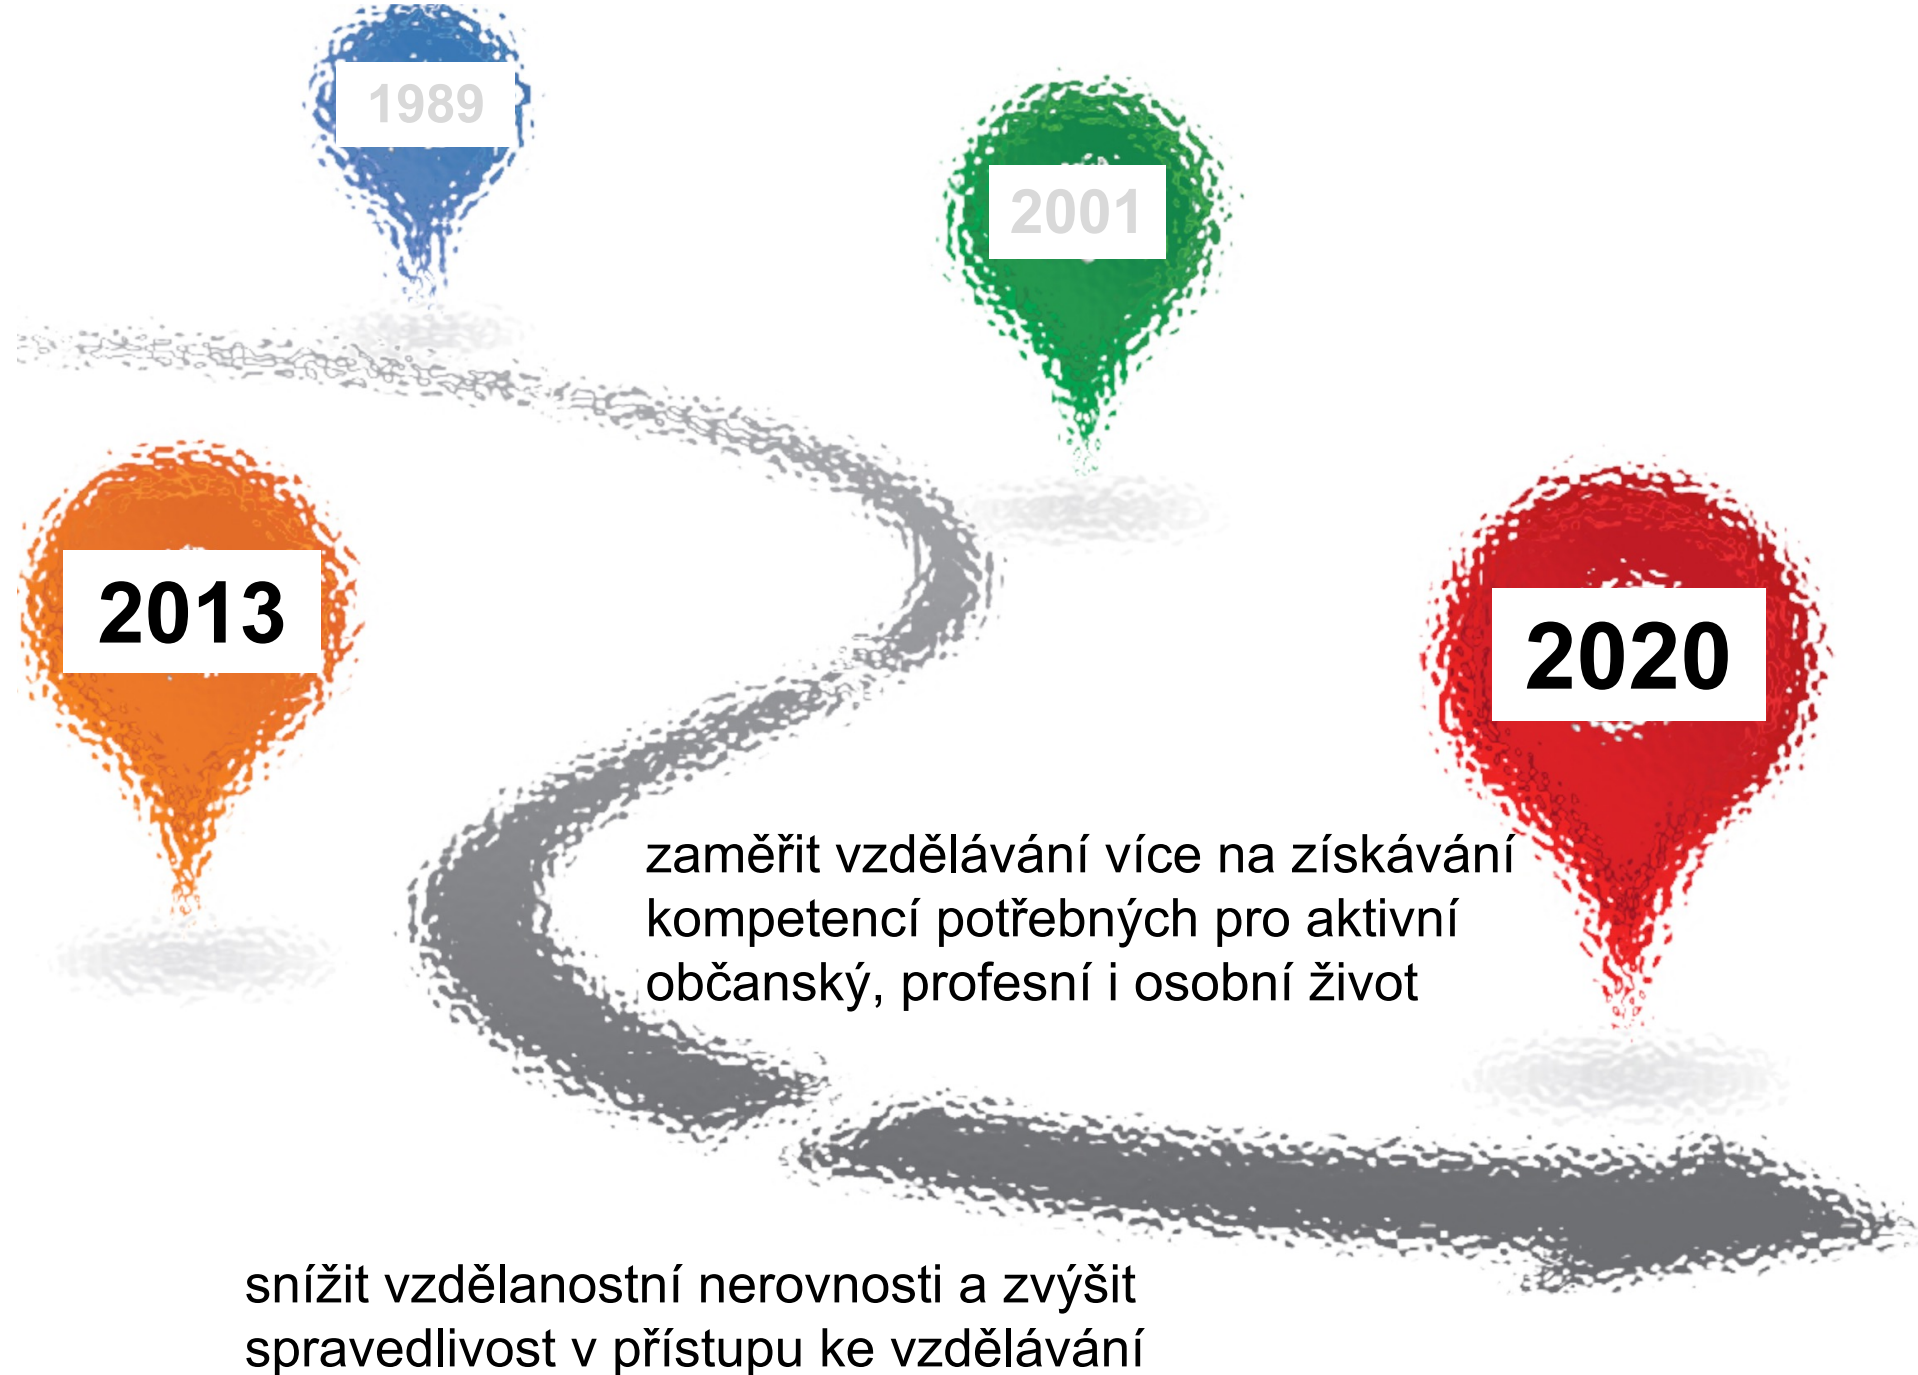 1989
2001
2013
2020
zaměřit vzdělávání více na získávání
kompetencí potřebných pro aktivní
občanský, profesní i osobní život
snížit vzdělanostní nerovnosti a zvýšit
spravedlivost v přístupu ke vzdělávání